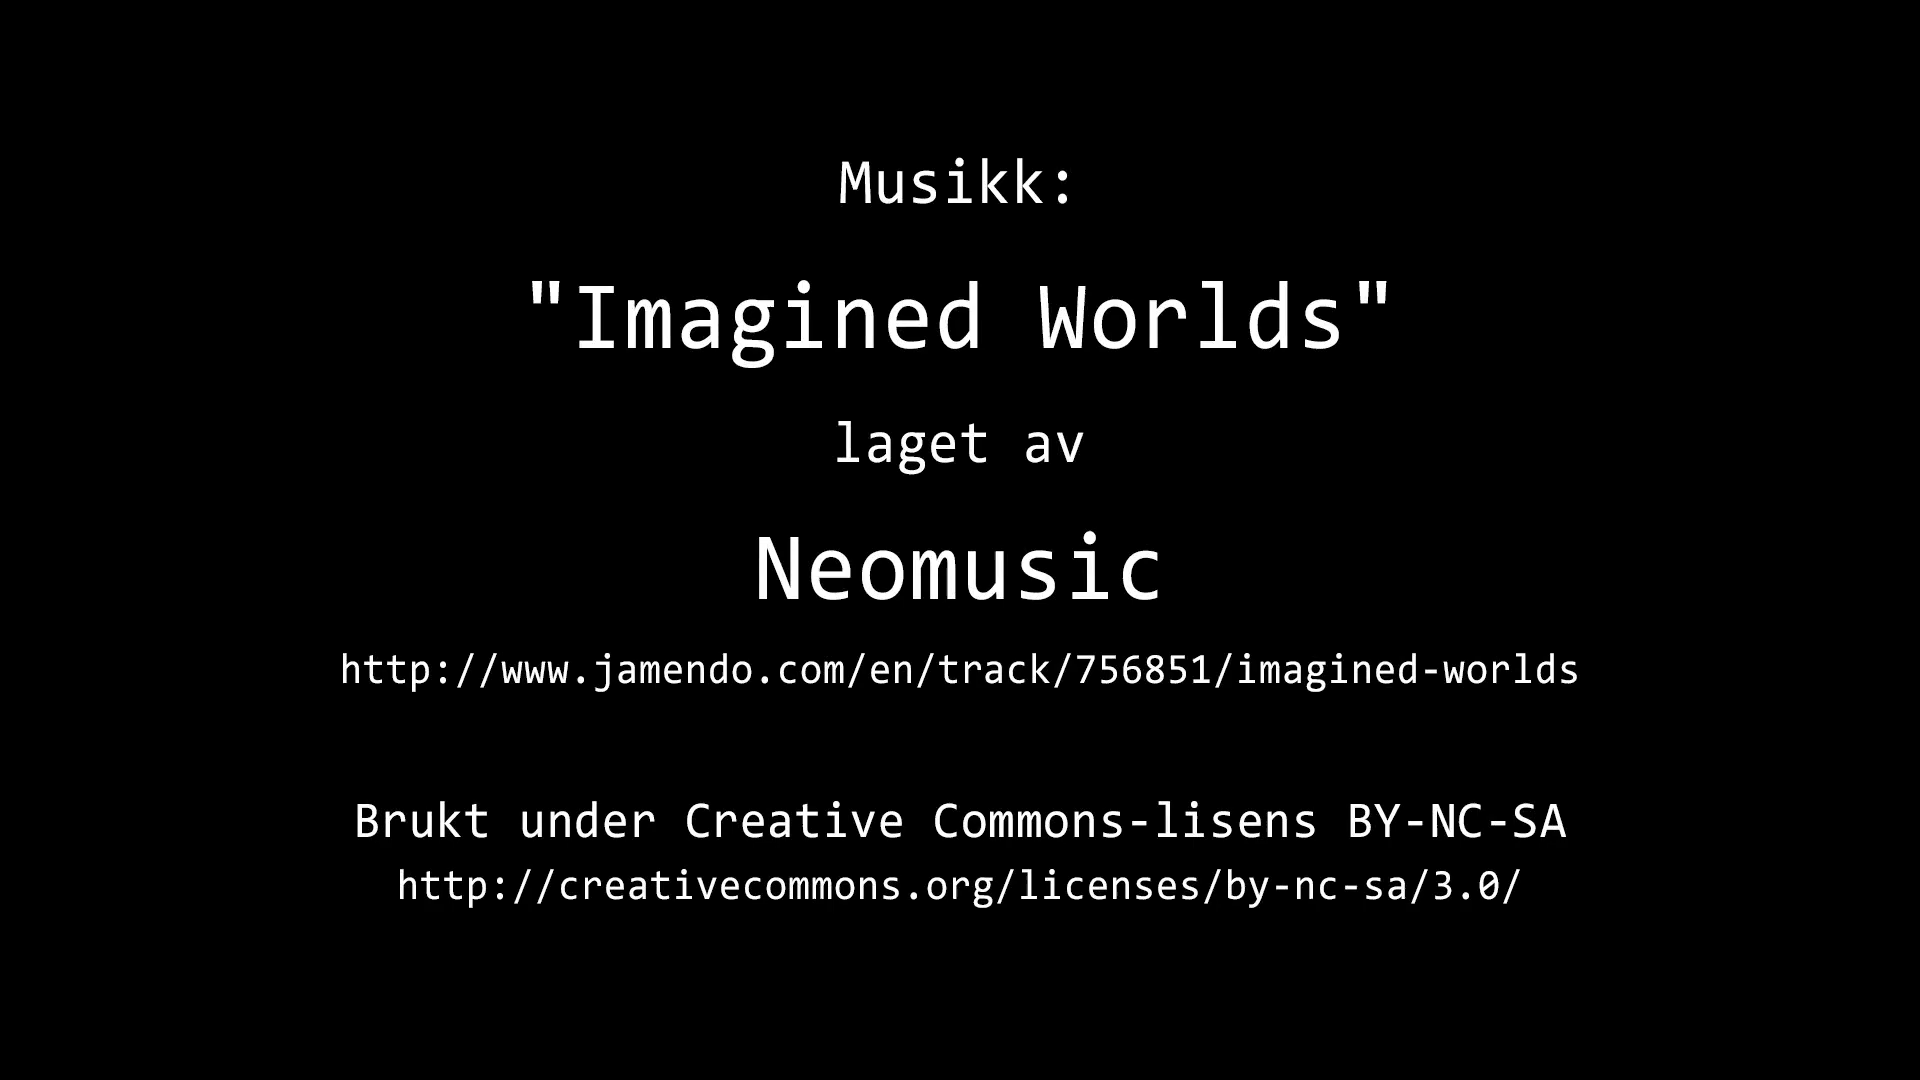 Musikk:
"Imagined Worlds"
laget av
Neomusic
http://www.jamendo.com/en/track/756851/imagined-worlds
Brukt under Creative Commons-lisens BY-NC-SA
http://creativecommons.org/licenses/by-nc-sa/3.0/